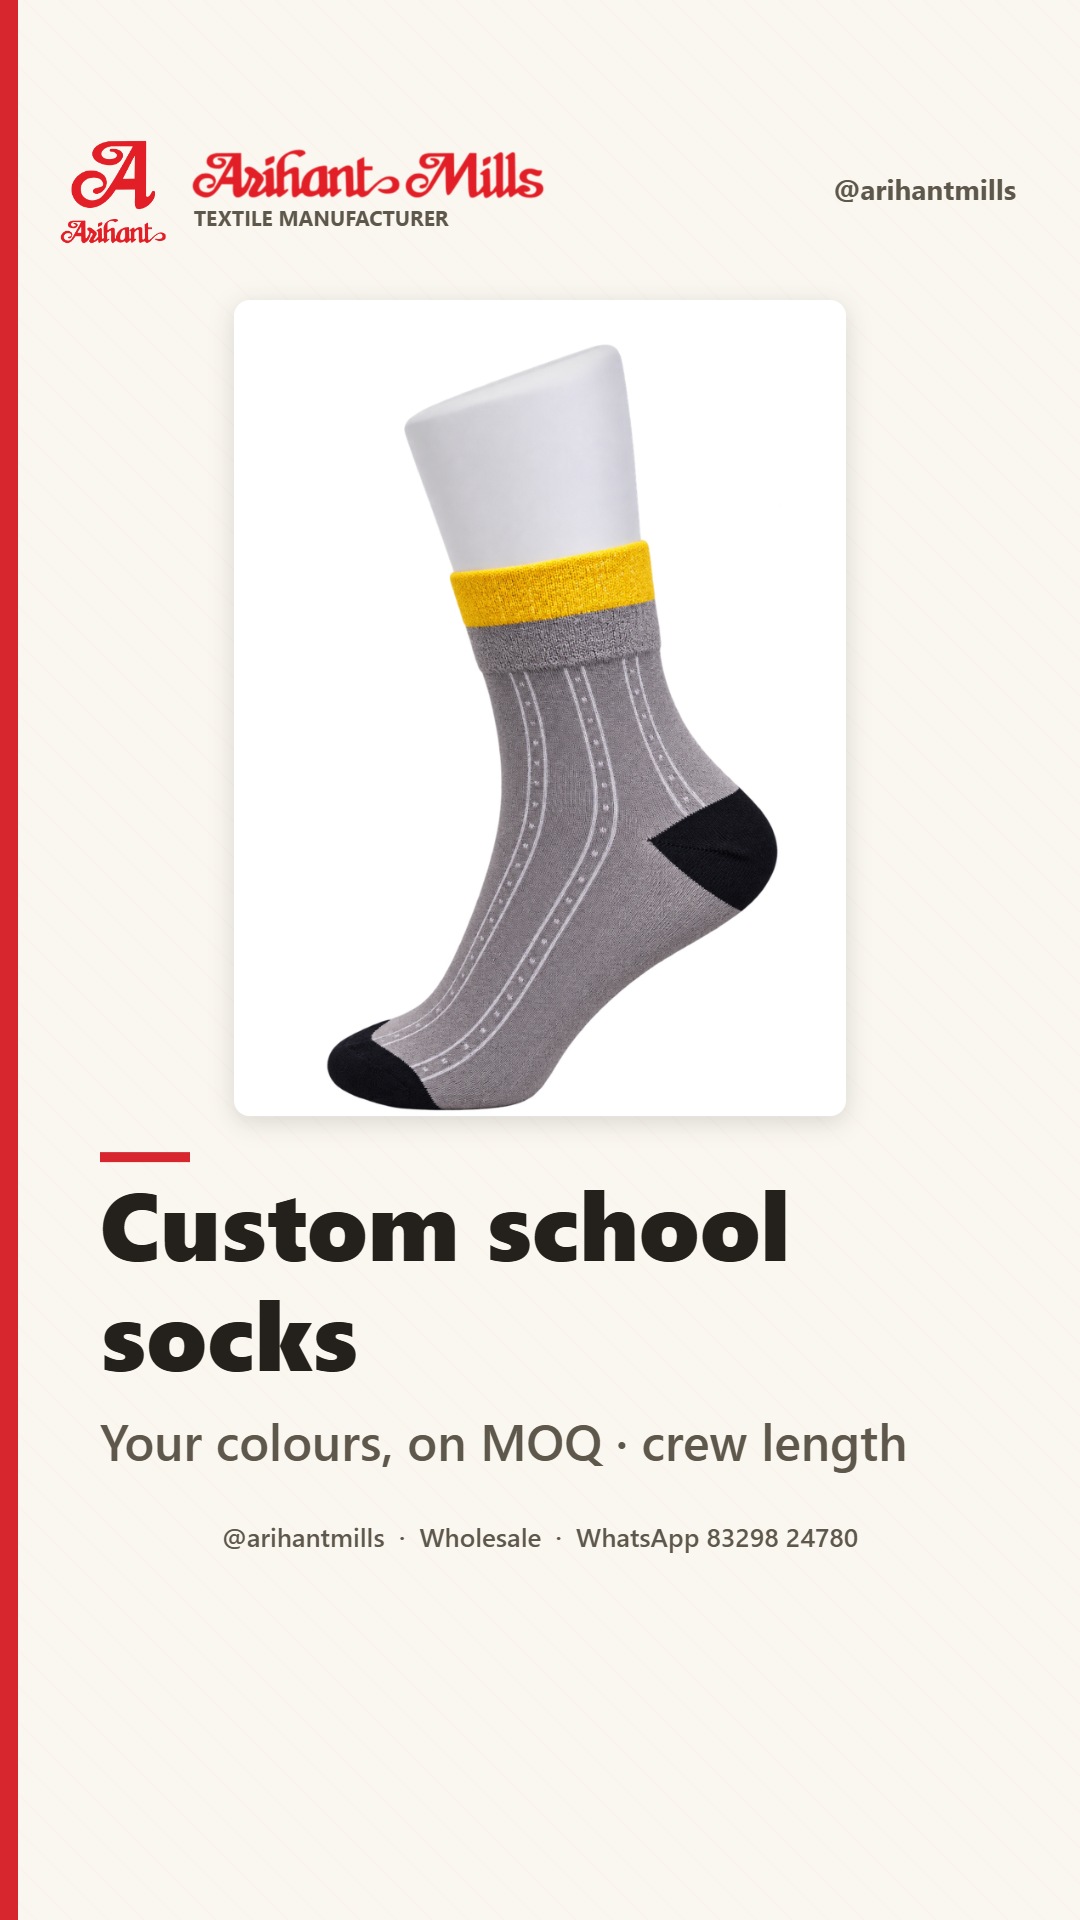 A
Arihant
Arihant Mills
TEXTILE MANUFACTURER
@arihantmills
Custom school
socks
Your colours, on MOQ · crew length
@arihantmills · Wholesale · WhatsApp 83298 24780